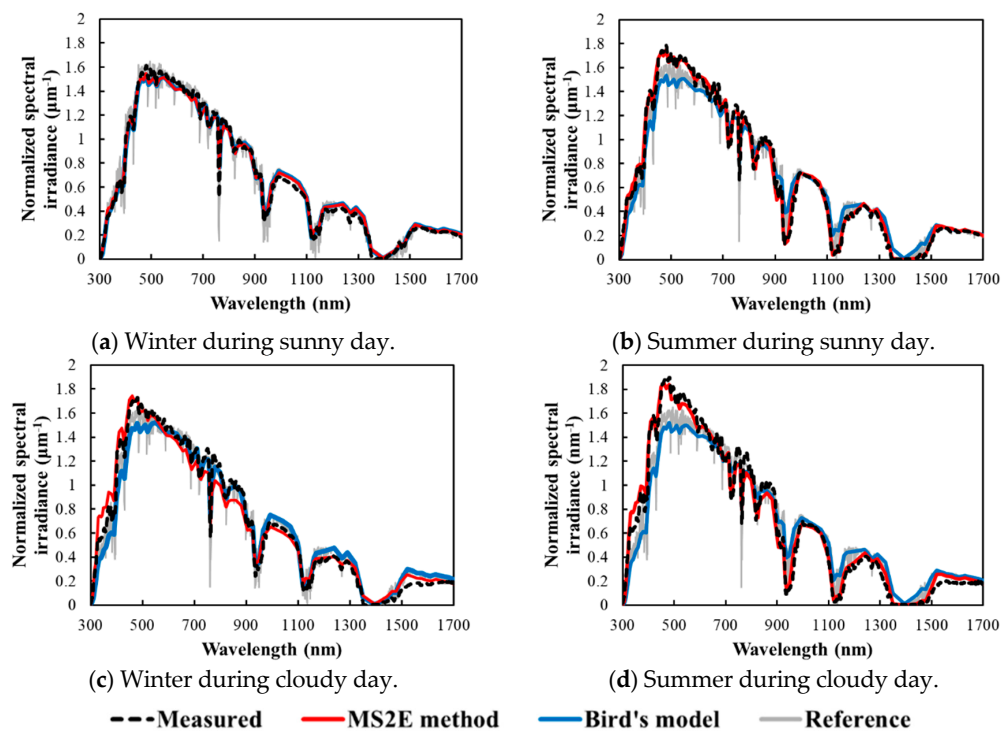 Normalized spectral
irradiance (μm⁻¹)
2
1.8
1.6
1.4
1.2
1
0.8
0.6
0.4
0.2
0
300 500 700 900 1100 1300 1500 1700
Wavelength (nm)
(a) Winter during sunny day.
Normalized spectral
irradiance (μm⁻¹)
2
1.8
1.6
1.4
1.2
1
0.8
0.6
0.4
0.2
0
300 500 700 900 1100 1300 1500 1700
Wavelength (nm)
(b) Summer during sunny day.
Normalized spectral
irradiance (μm⁻¹)
2
1.8
1.6
1.4
1.2
1
0.8
0.6
0.4
0.2
0
300 500 700 900 1100 1300 1500 1700
Wavelength (nm)
(c) Winter during cloudy day.
Normalized spectral
irradiance (μm⁻¹)
2
1.8
1.6
1.4
1.2
1
0.8
0.6
0.4
0.2
0
300 500 700 900 1100 1300 1500 1700
Wavelength (nm)
(d) Summer during cloudy day.
Measured MS2E method Bird's model Reference